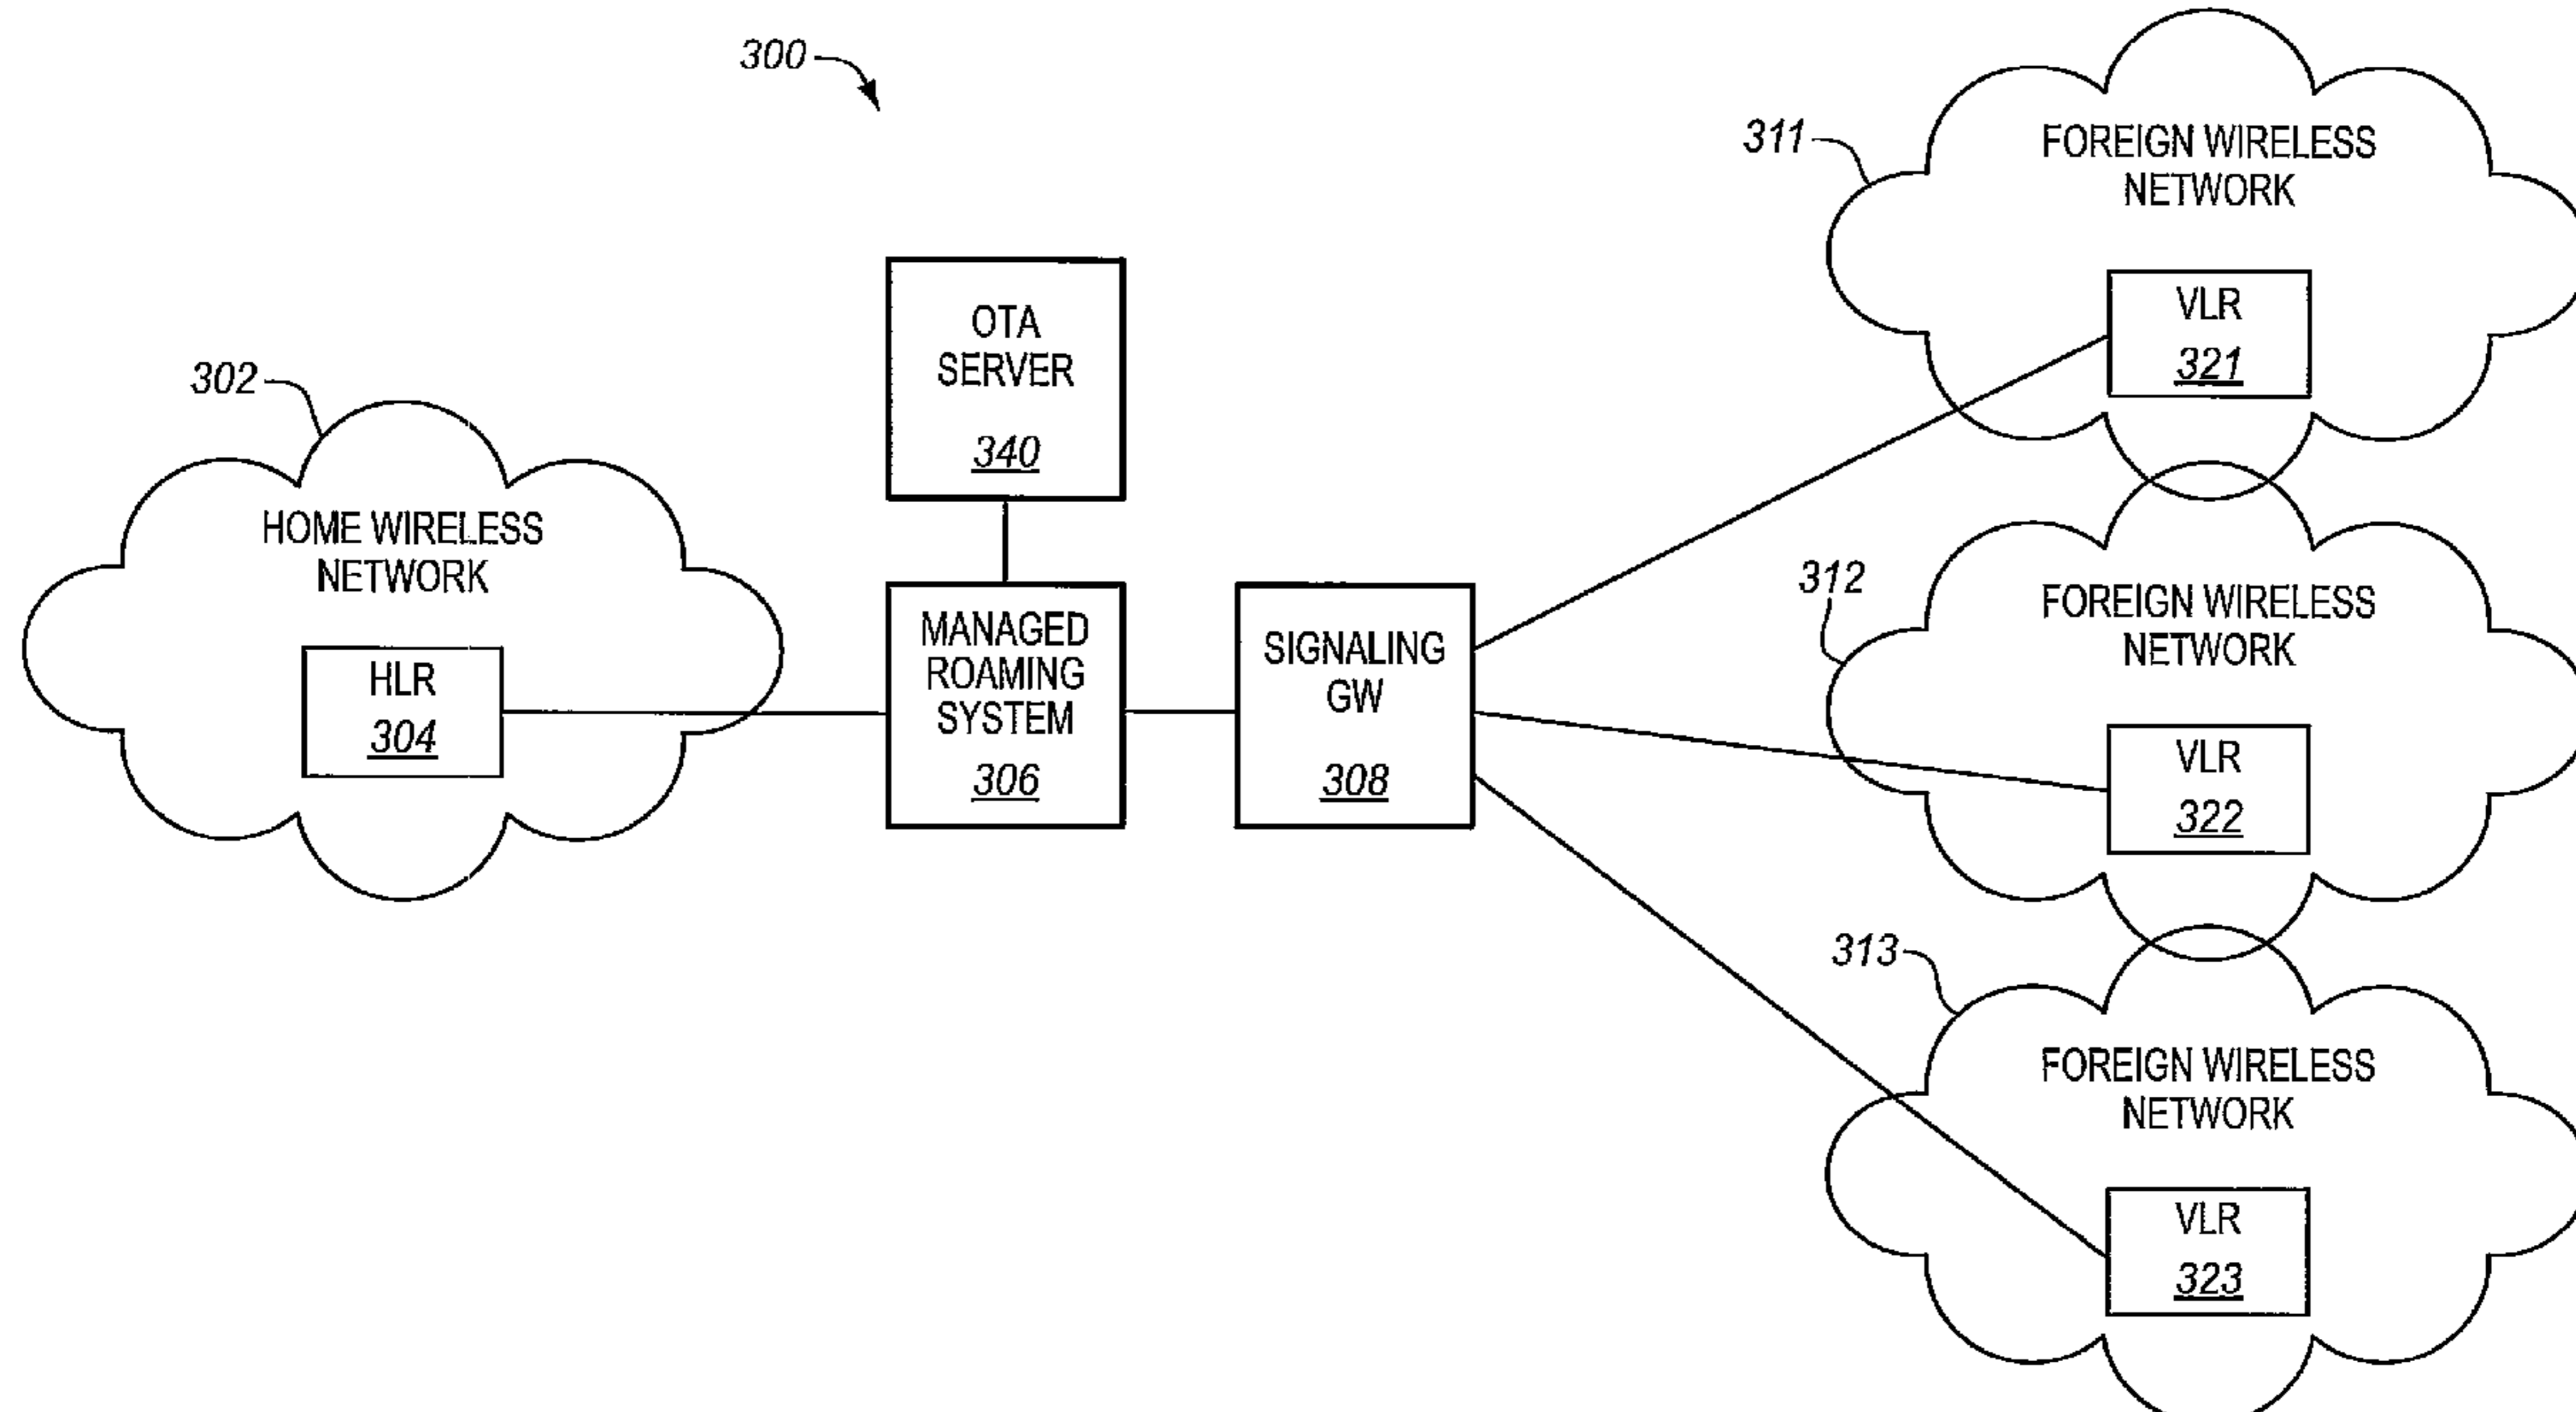 300
302
HOME WIRELESS
NETWORK
HLR
304
OTA
SERVER
340
MANAGED
ROAMING
SYSTEM
306
SIGNALING
GW
308
311
FOREIGN WIRELESS
NETWORK
VLR
321
312
FOREIGN WIRELESS
NETWORK
VLR
322
313
FOREIGN WIRELESS
NETWORK
VLR
323